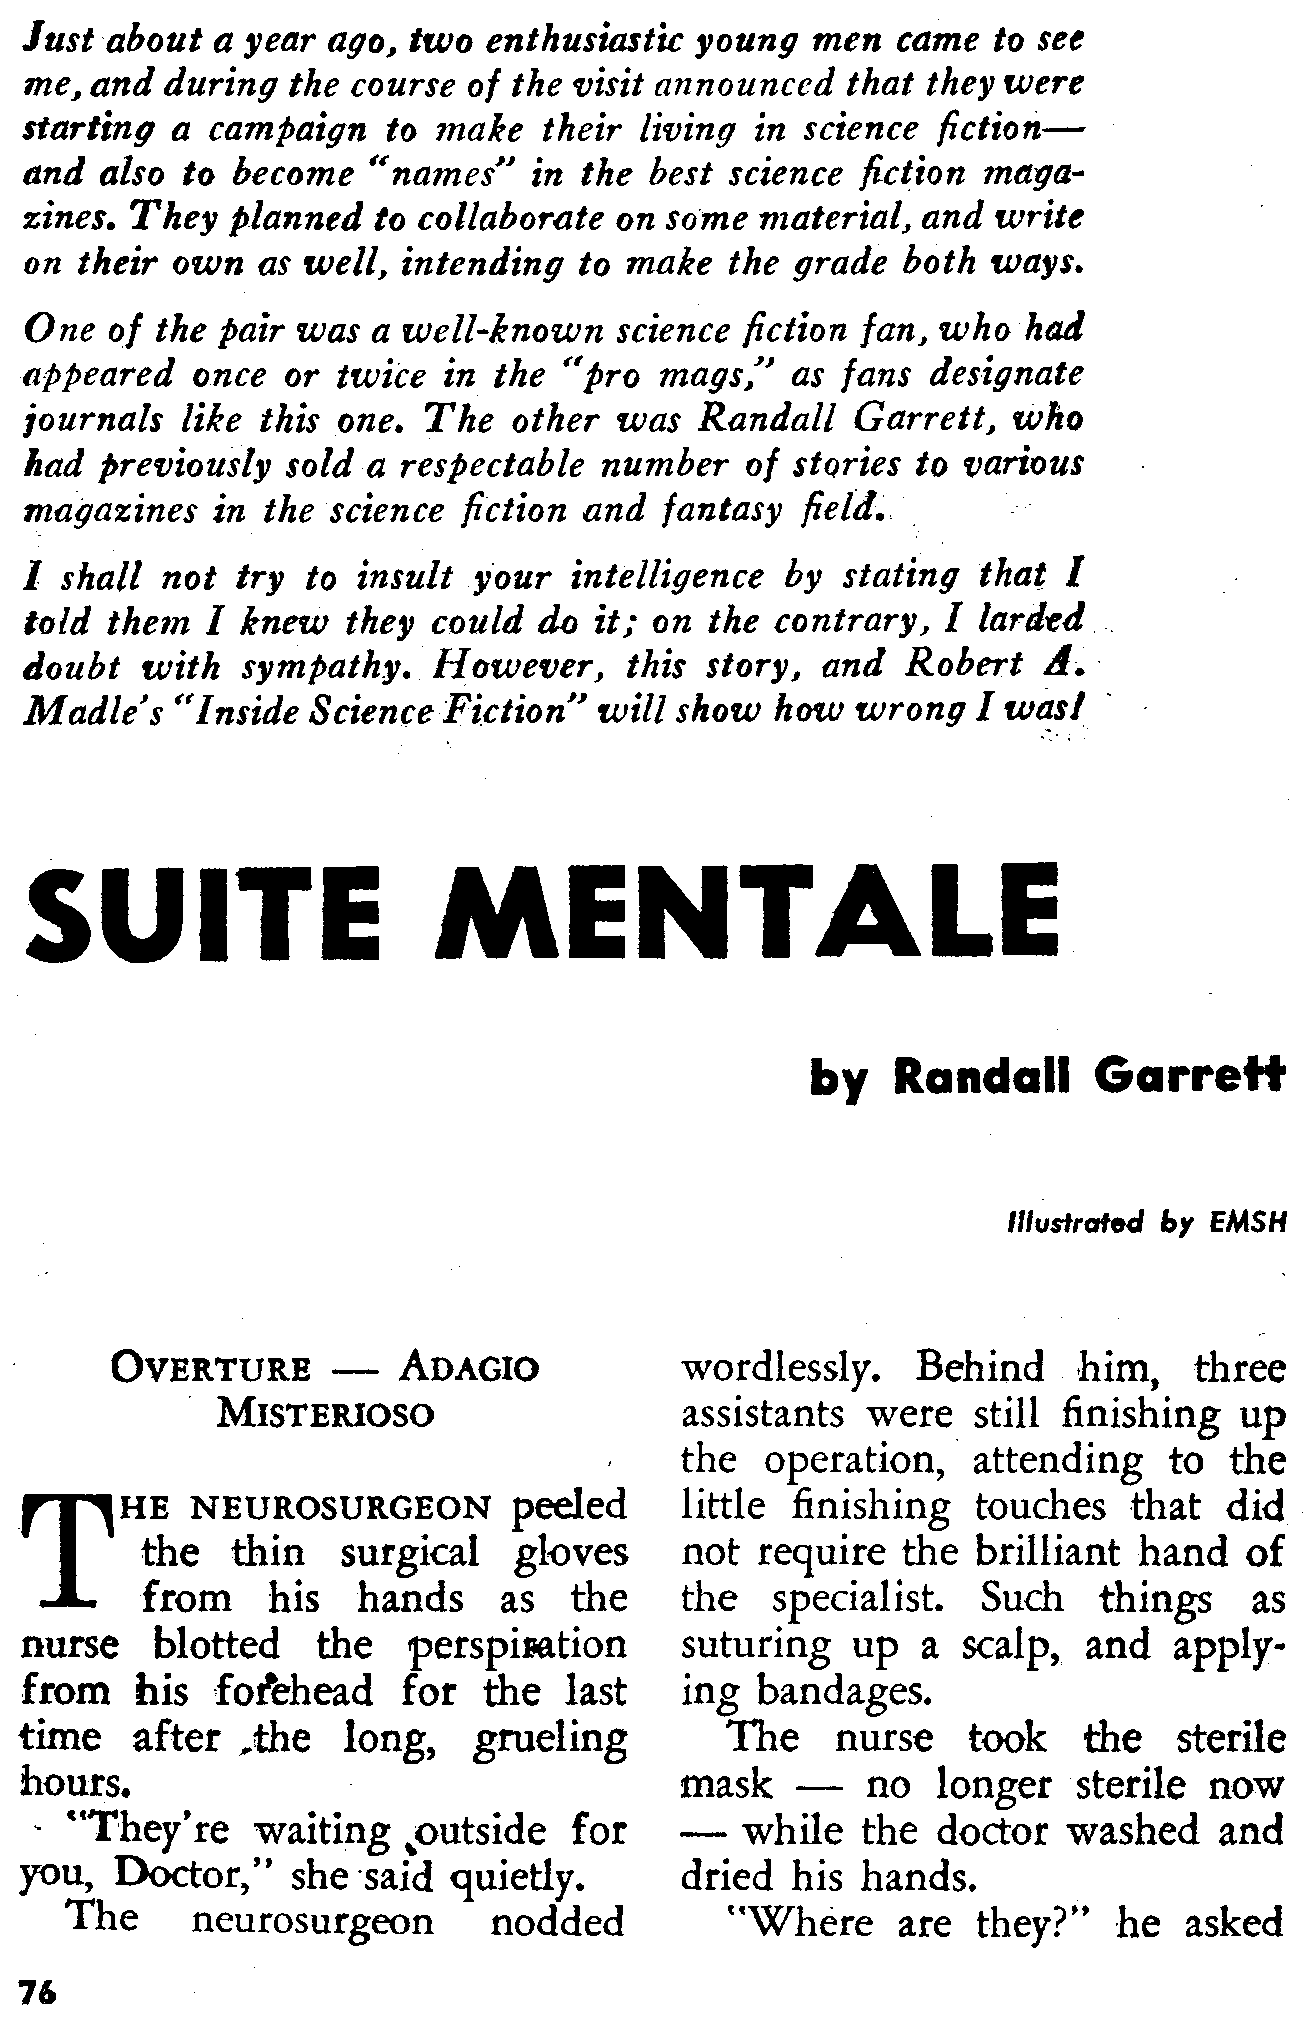 Just about a year ago, two enthusiastic young men came to see
me, and during the course of the visit announced that they were
starting a campaign to make their living in science fiction—
and also to become "names" in the best science fiction maga-
zines. They planned to collaborate on some material, and write
on their own as well, intending to make the grade both ways.
One of the pair was a well-known science fiction fan, who had
appeared once or twice in the "pro mags," as fans designate
journals like this one. The other was Randall Garrett, who
had previously sold a respectable number of stories to various
magazines in the science fiction and fantasy field.
I shall not try to insult your intelligence by stating that I
told them I knew they could do it; on the contrary, I larded
doubt with sympathy. However, this story, and Robert A.
Madle's "Inside Science Fiction" will show how wrong I was!
SUITE MENTALE
by Randall Garrett
Illustrated by EMSH
OVERTURE — ADAGIO
MISTERIOSO
THE NEUROSURGEON peeled
the thin surgical gloves
from his hands as the
nurse blotted the perspiration
from his forehead for the last
time after the long, grueling
hours.
"They're waiting outside for
you, Doctor," she said quietly.
The neurosurgeon nodded
wordlessly. Behind him, three
assistants were still finishing up
the operation, attending to the
little finishing touches that did
not require the brilliant hand of
the specialist. Such things as
suturing up a scalp, and apply-
ing bandages.
The nurse took the sterile
mask — no longer sterile now
— while the doctor washed and
dried his hands.
"Where are they?" he asked
76